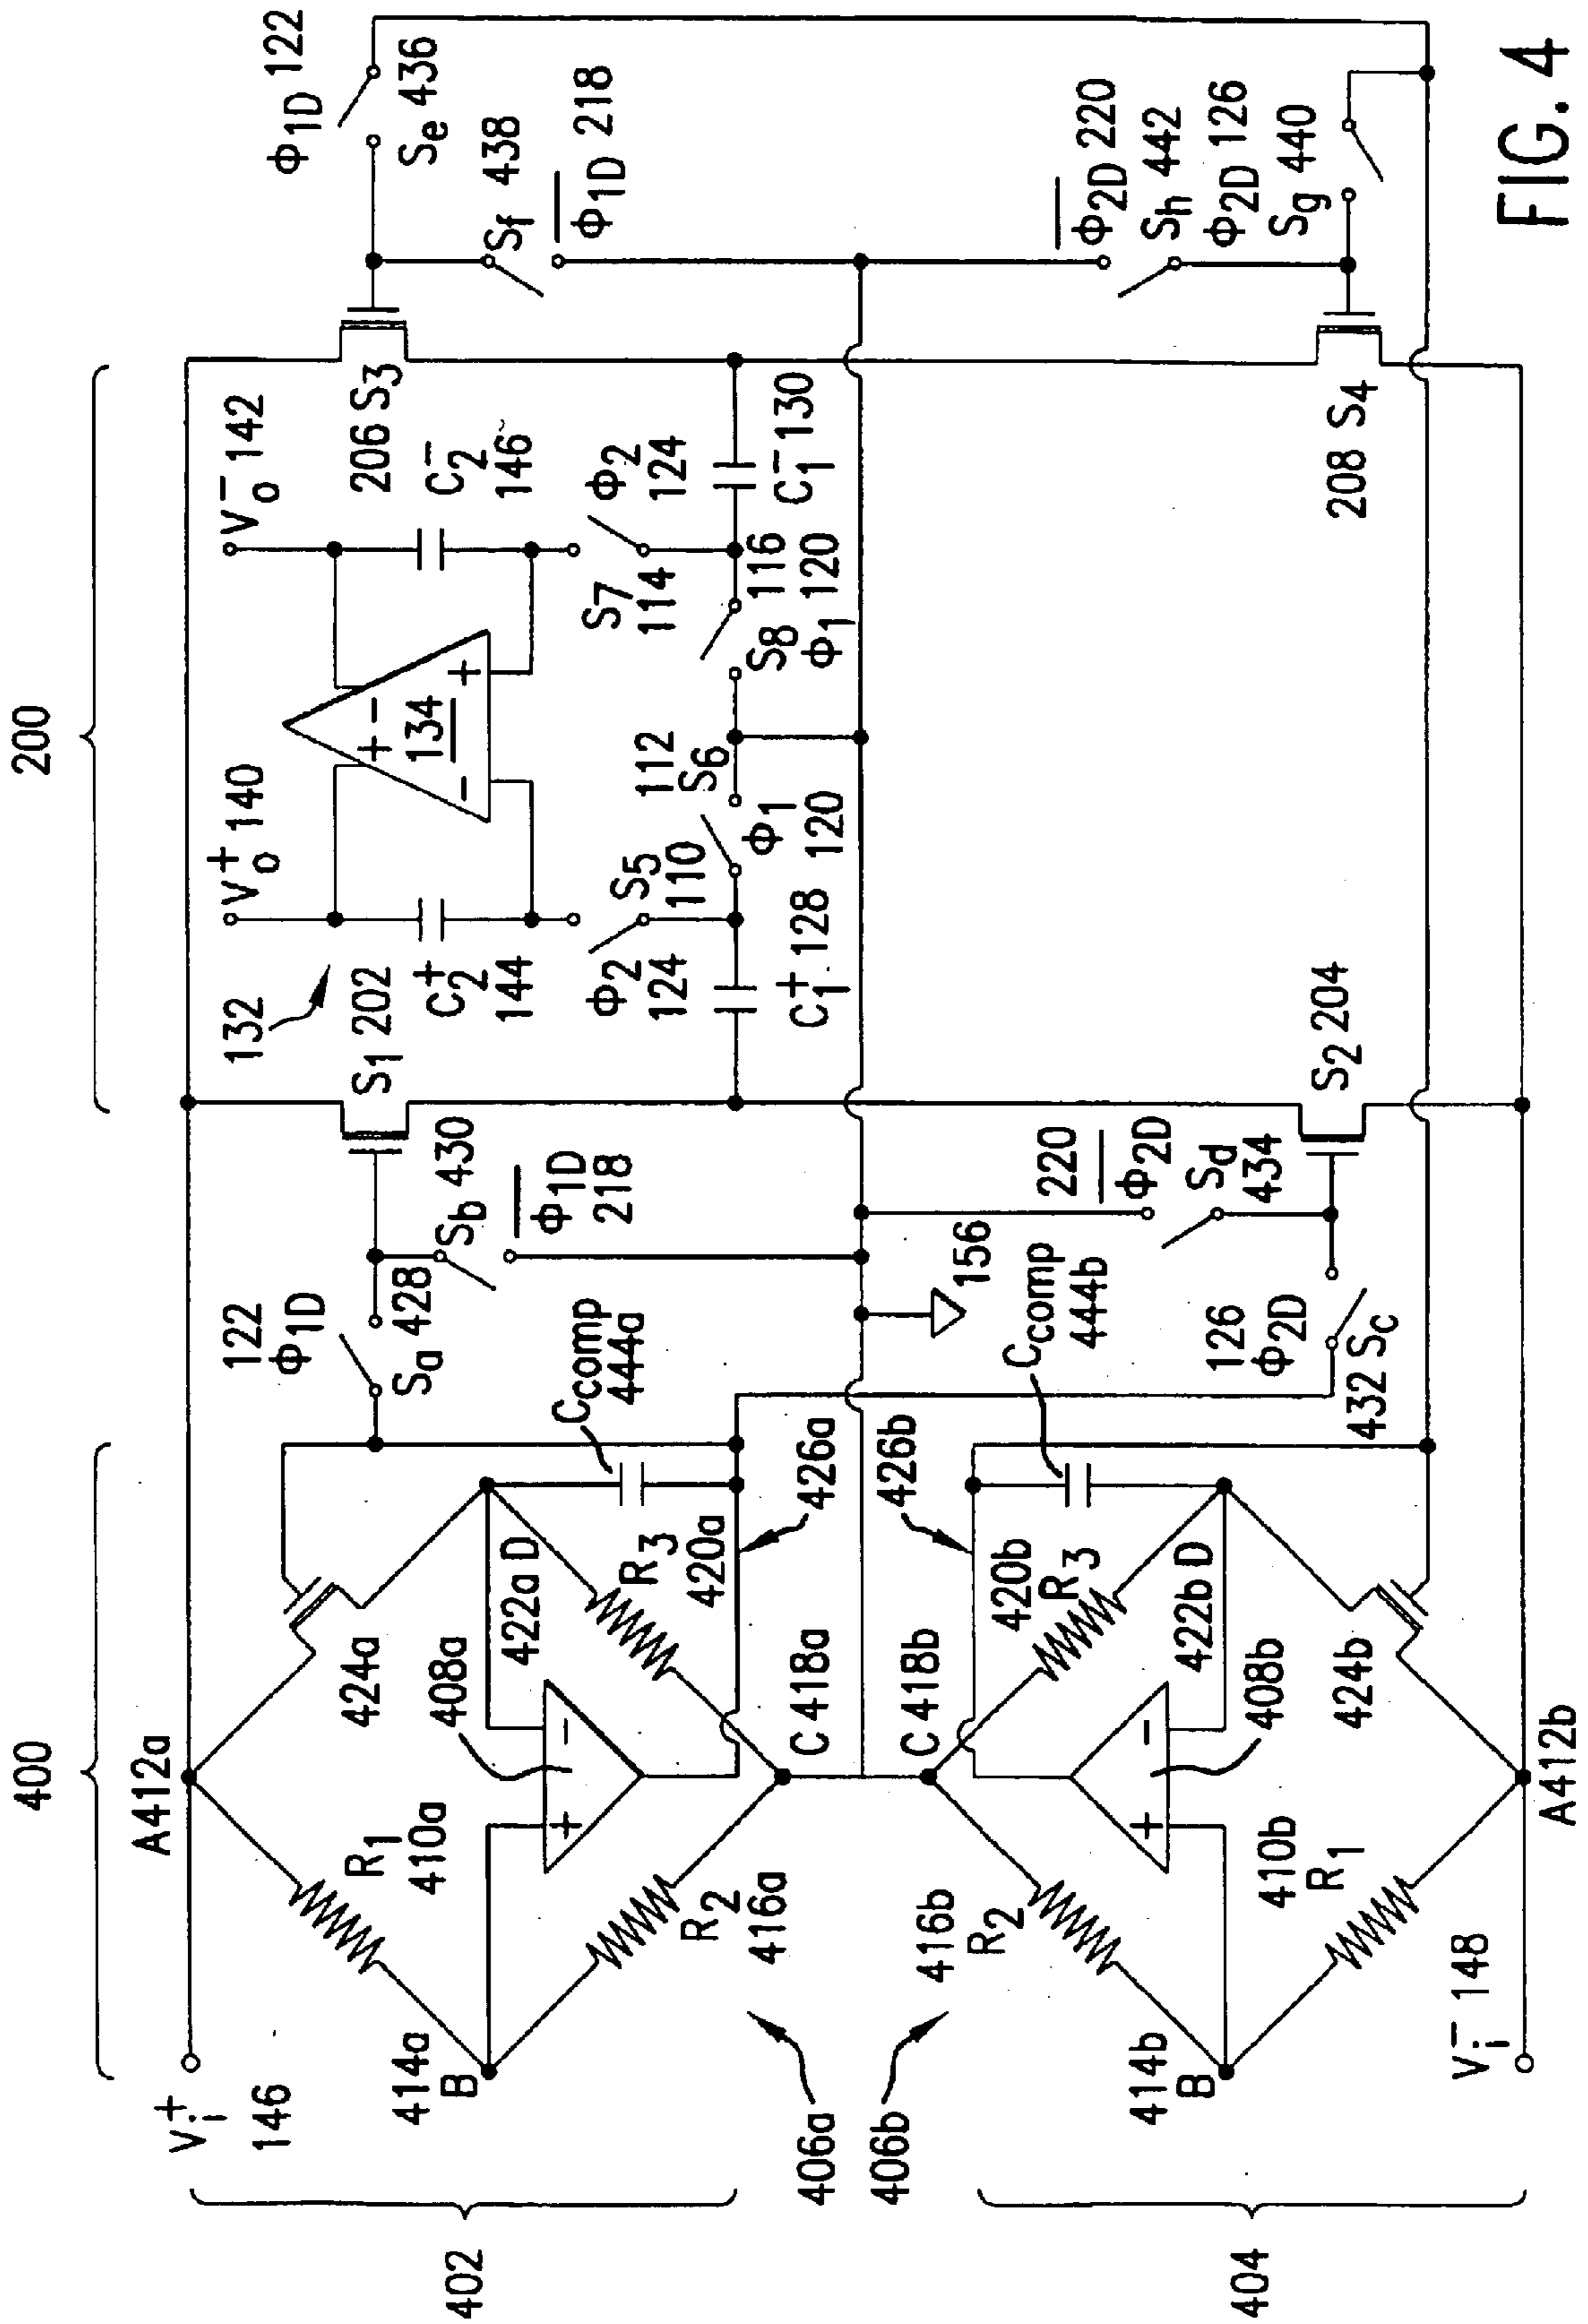 FIG. 4
400
200
402
404
Vi+
146
A412a
R1
410a
414a
B
408a
+
−
422a D
424a
R2
416a
R3
420a
C 418a
406a
426a
Ccomp
444a
122
Φ1D
Sa 428
Sb 430
Φ1D
218
S1 202
132
Vo+ 140
Vo− 142
C2+
144
C2−
146
+ −
134
− +
Φ2
124
S5
110
112
S6
Φ1
120
S7
114
Φ2
124
S8
Φ1
116
120
C1+ 128
C1− 130
206 S3
Φ1D 122
Se 436
Sf 438
Φ1D 218
Φ2D 220
Sh 442
Φ2D 126
Sg 440
208 S4
S2 204
220
Φ2D
Sd
434
156
126
Φ2D
432 Sc
Ccomp
444b
426b
406b
C 418b
416b
R2
420b
R3
422b D
408b
+
−
410b
R1
424b
414b
B
A412b
Vi− 148